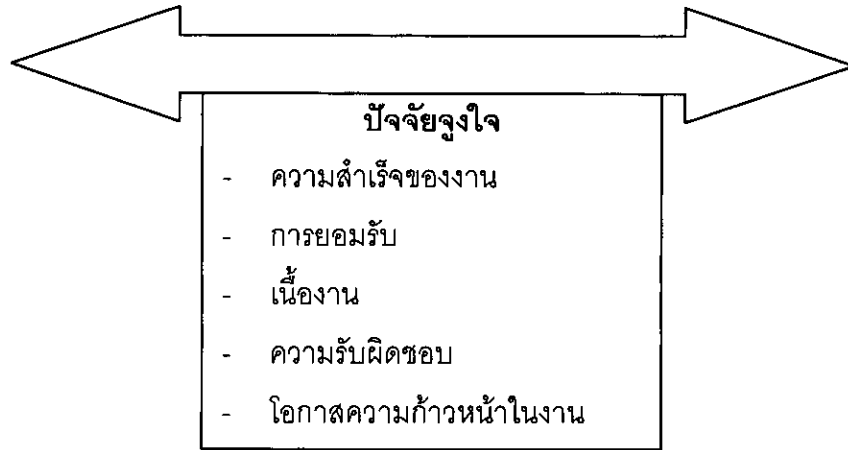 ปัจจัยจูงใจ
- ความสำเร็จของงาน
- การยอมรับ
- เนื้องาน
- ความรับผิดชอบ
- โอกาสความก้าวหน้าในงาน